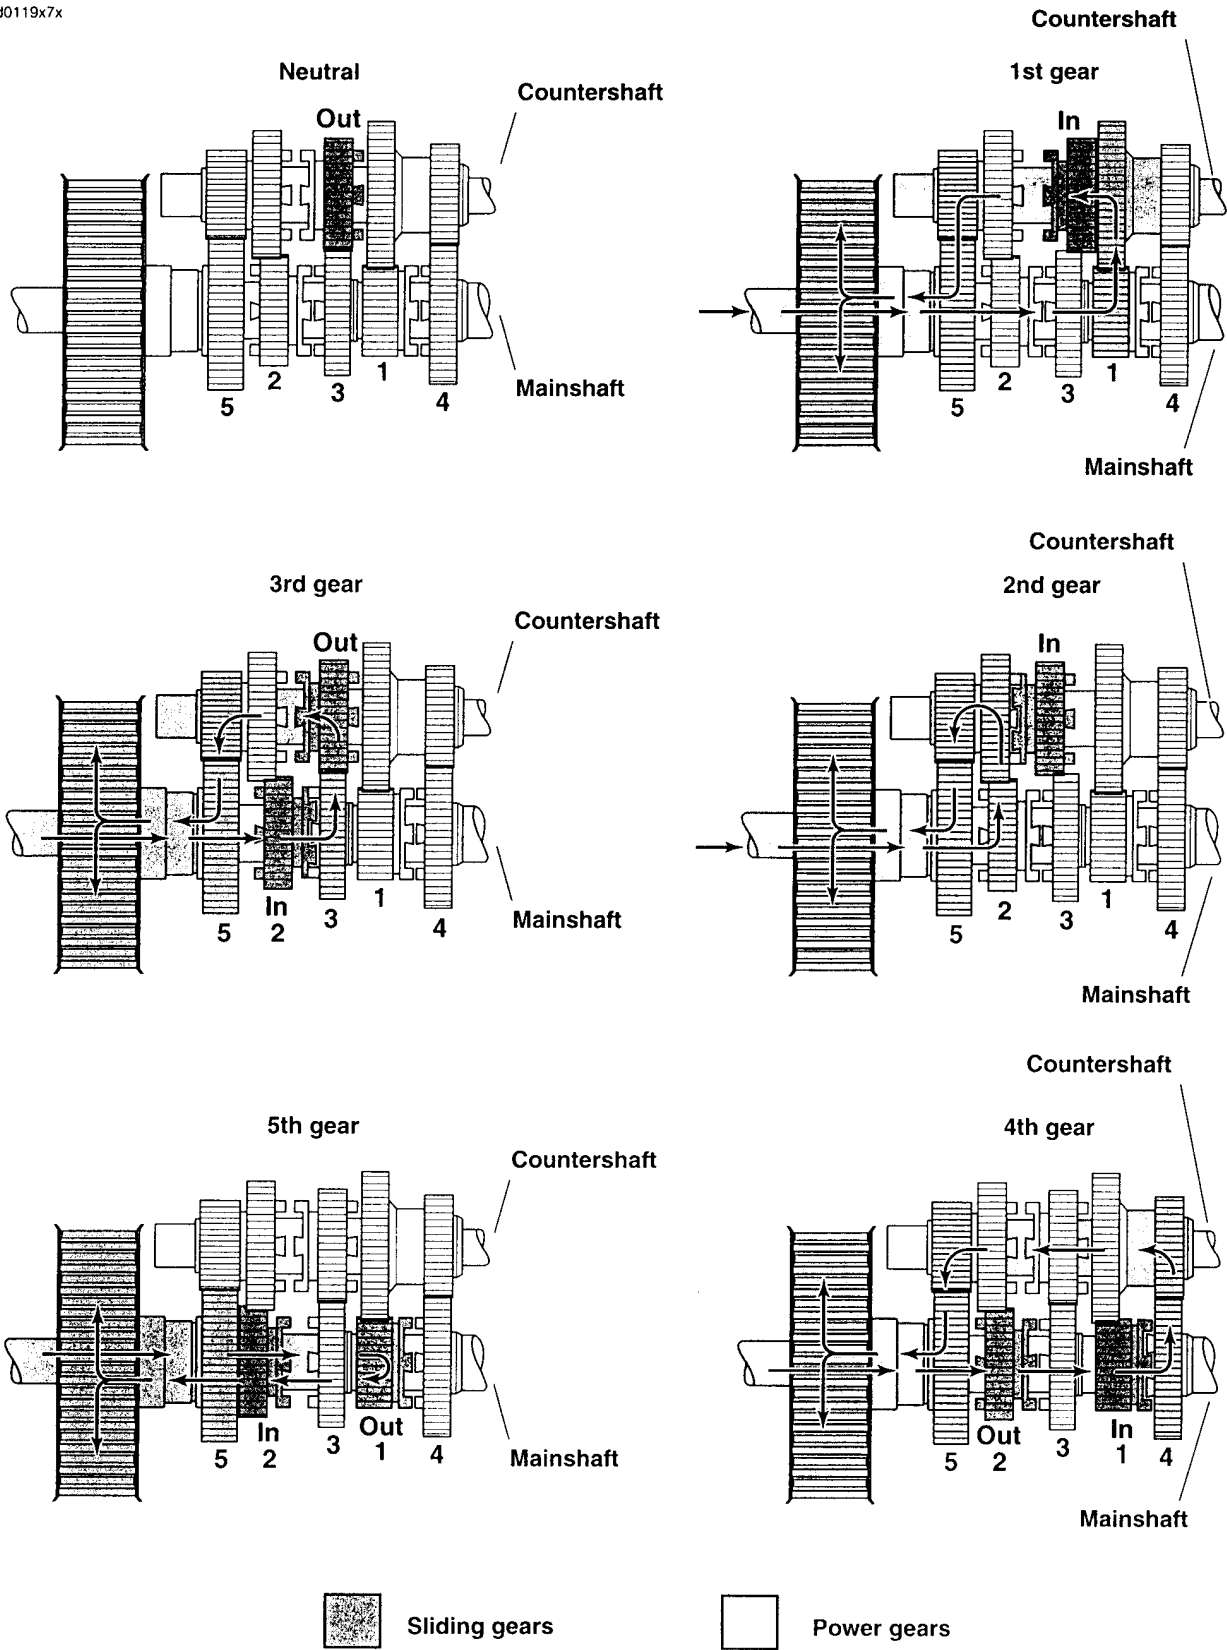 d0119x7x
Countershaft
Neutral
1st gear
Countershaft
Out
In
5
2
3
1
4
Mainshaft
5
2
3
1
4
Mainshaft
Countershaft
3rd gear
2nd gear
Countershaft
Out
In
5
In
2
3
1
4
Mainshaft
5
2
3
1
4
Mainshaft
Countershaft
5th gear
4th gear
Countershaft
5
In
2
3
Out
1
4
Mainshaft
5
Out
2
3
In
1
4
Mainshaft
Sliding gears
Power gears